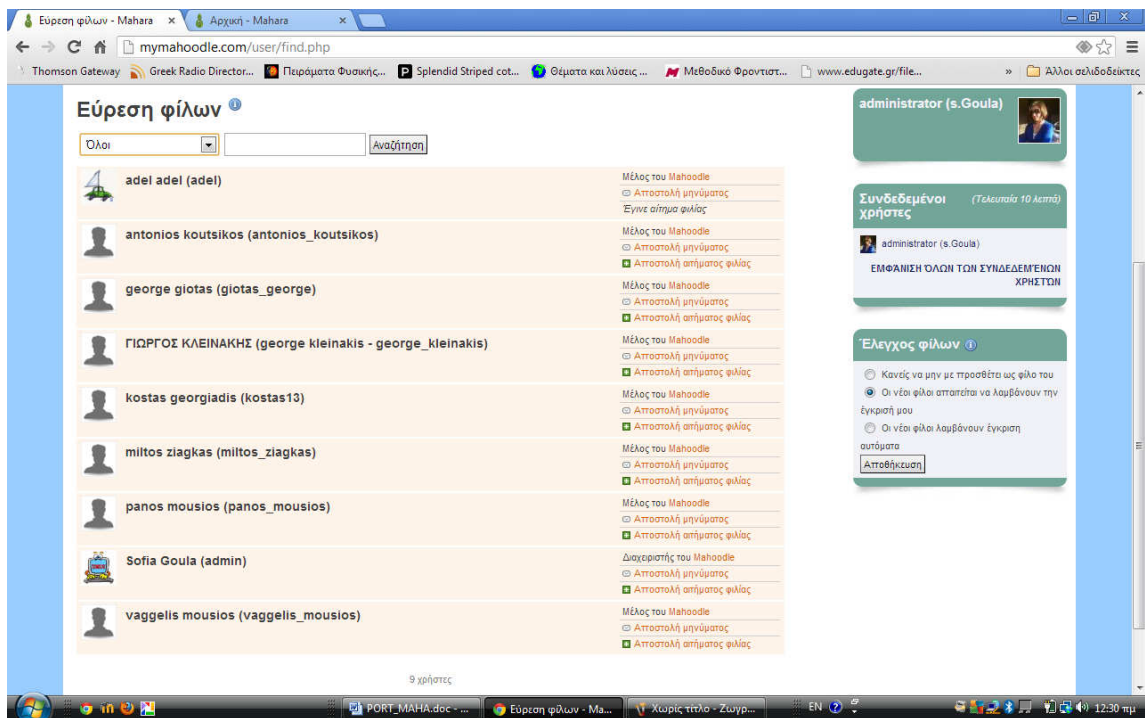 Εύρεση φίλων - Mahara
Αρχική - Mahara
mymahoodle.com/user/find.php
Thomson Gateway
Greek Radio Director...
Πειράματα Φυσικής,...
Splendid Striped cot...
Θέματα και λύσεις ...
Μεθοδικό Φροντιστ...
www.edugate.gr/file...
»
Άλλοι σελιδοδείκτες
Εύρεση φίλων
Όλοι
Αναζήτηση
adel adel (adel)
Μέλος του Mahoodle
Αποστολή μηνύματος
Έγινε αίτημα φιλίας
antonios koutsikos (antonios_koutsikos)
Μέλος του Mahoodle
Αποστολή μηνύματος
Αποστολή αιτήματος φιλίας
george giotas (giotas_george)
Μέλος του Mahoodle
Αποστολή μηνύματος
Αποστολή αιτήματος φιλίας
ΓΙΩΡΓΟΣ ΚΛΕΙΝΑΚΗΣ (george kleinakis - george_kleinakis)
Μέλος του Mahoodle
Αποστολή μηνύματος
Αποστολή αιτήματος φιλίας
kostas georgiadis (kostas13)
Μέλος του Mahoodle
Αποστολή μηνύματος
Αποστολή αιτήματος φιλίας
miltos ziagkas (miltos_ziagkas)
Μέλος του Mahoodle
Αποστολή μηνύματος
Αποστολή αιτήματος φιλίας
panos mousios (panos_mousios)
Μέλος του Mahoodle
Αποστολή μηνύματος
Αποστολή αιτήματος φιλίας
Sofia Goula (admin)
Διαχειριστής του Mahoodle
Αποστολή μηνύματος
Αποστολή αιτήματος φιλίας
vaggelis mousios (vaggelis_mousios)
Μέλος του Mahoodle
Αποστολή μηνύματος
Αποστολή αιτήματος φιλίας
9 χρήστες
administrator (s.Goula)
Συνδεδεμένοι χρήστες
(Τελευταία 10 λεπτά)
administrator (s.Goula)
ΕΜΦΆΝΙΣΗ ΌΛΩΝ ΤΩΝ ΣΥΝΔΕΔΕΜΈΝΩΝ
ΧΡΗΣΤΏΝ
Έλεγχος φίλων
Κανείς να μην με προσθέτει ως φίλο του
Οι νέοι φίλοι απαιτείται να λαμβάνουν την
έγκρισή μου
Οι νέοι φίλοι λαμβάνουν έγκριση
αυτόματα
Αποθήκευση
PORT_MAHA.doc - ...
Εύρεση φίλων - Ma...
Χωρίς τίτλο - Ζωγρ...
EN
12:30 πμ